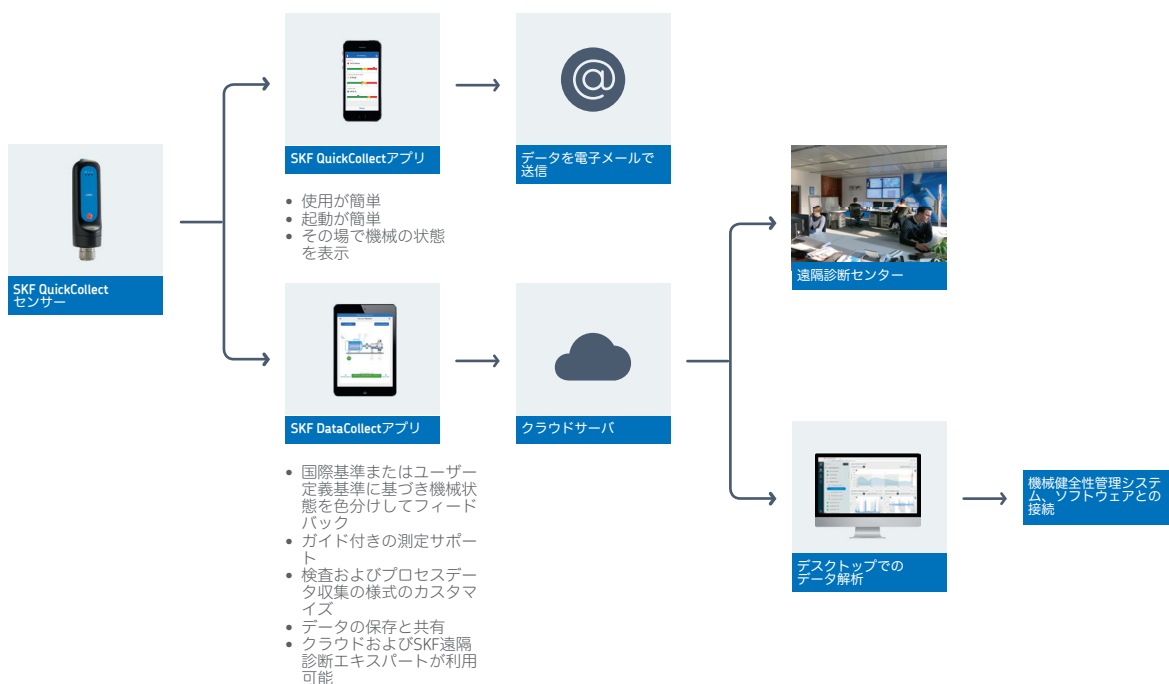 SKF QuickCollect
センサー
SKF QuickCollectアプリ
• 使用が簡単
• 起動が簡単
• その場で機械の状態
を表示
データを電子メールで
送信
SKF DataCollectアプリ
• 国際基準またはユーザー
定義基準に基づき機械状
態を色分けしてフィード
バック
• ガイド付きの測定サポー
ト
• 検査およびプロセスデー
タ収集の様式のカスタマ
イズ
• データの保存と共有
• クラウドおよびSKF遠隔
診断エキスパートが利用
可能
クラウドサーバ
遠隔診断センター
デスクトップでの
データ解析
機械健全性管理システ
ム、ソフトウェアとの
接続